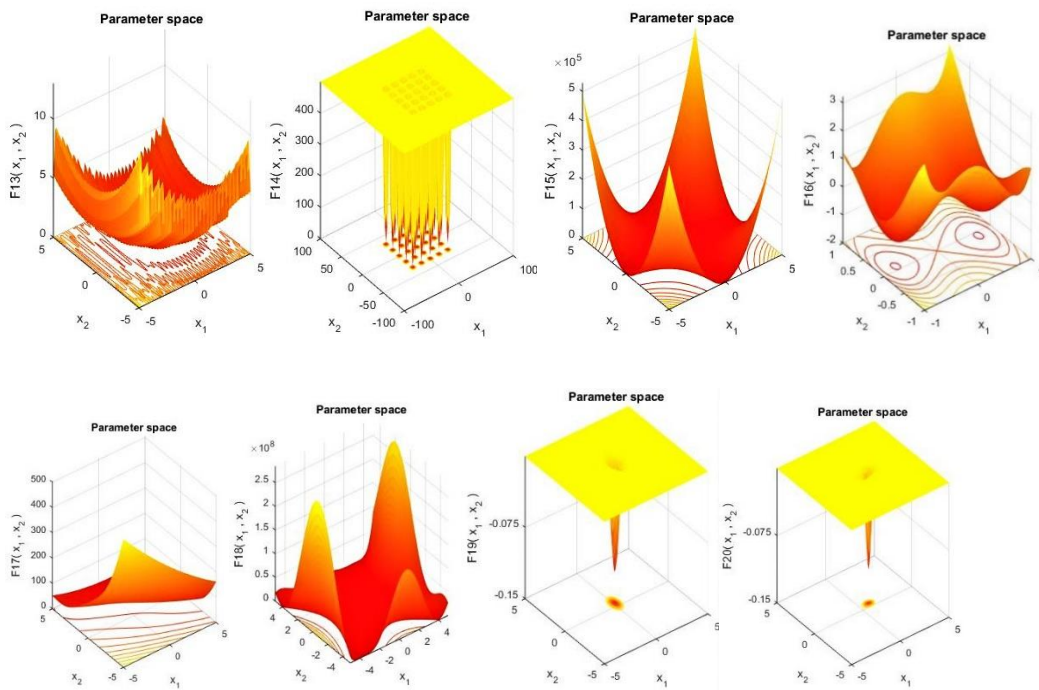 Parameter space
F13( x1 , x2 )
10
5
0
5
0
-5
-5
0
5
x2
x1
Parameter space
F14( x1 , x2 )
400
300
200
100
0
100
50
0
-50
-100
-100
0
100
x2
x1
Parameter space
×10^5
F15( x1 , x2 )
5
4
3
2
1
0
5
0
-5
-5
0
5
x2
x1
Parameter space
F16( x1 , x2 )
3
2
1
0
-1
-2
1
0.5
0
-0.5
-1
-1
0
x2
x1
Parameter space
F17( x1 , x2 )
500
400
300
200
100
0
5
0
-5
-5
0
5
x2
x1
Parameter space
×10^8
F18( x1 , x2 )
2.5
2
1.5
1
0.5
0
4
2
0
-2
-4
-4
-2
0
2
4
x2
x1
Parameter space
F19( x1 , x2 )
-0.075
-0.15
5
0
-5
-5
0
5
x2
x1
Parameter space
F20( x1 , x2 )
-0.075
-0.15
5
0
-5
-5
0
5
x2
x1